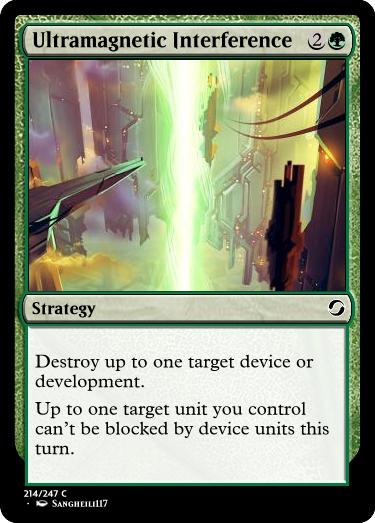 Ultramagnetic Interference 2
Strategy
Destroy up to one target device or
development.
Up to one target unit you control
can't be blocked by device units this
turn.
214/247 C
· Sangheili117